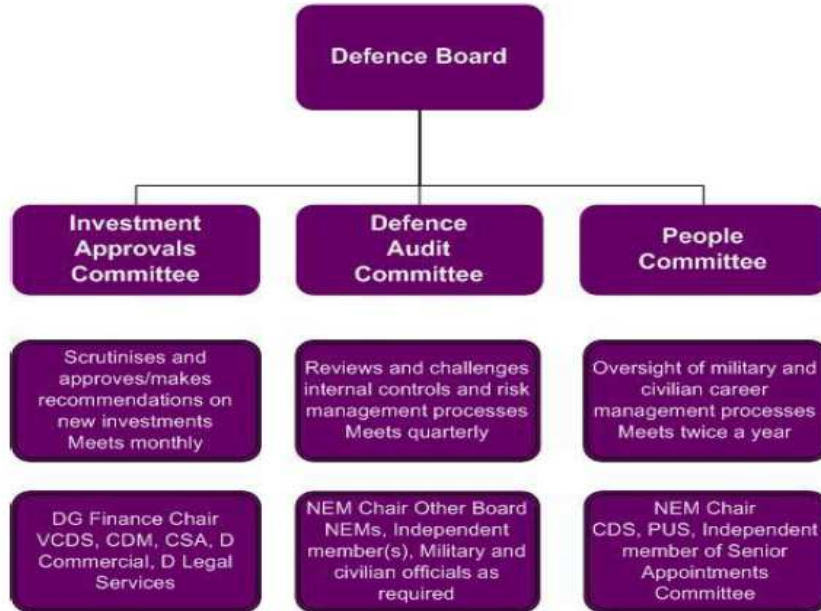 Defence Board
Investment
Approvals
Committee
Defence
Audit
Committee
People
Committee
Scrutinises and
approves/makes
recommendations on
new investments
Meets monthly
Reviews and challenges
internal controls and risk
management processes
Meets quarterly
Oversight of military and
civilian career
management processes
Meets twice a year
DG Finance Chair
VCDS, CDM, CSA, D
Commercial, D Legal
Services
NEM Chair Other Board
NEMs, Independent
member(s), Military and
civilian officials as
required
NEM Chair
CDS, PUS, Independent
member of Senior
Appointments
Committee